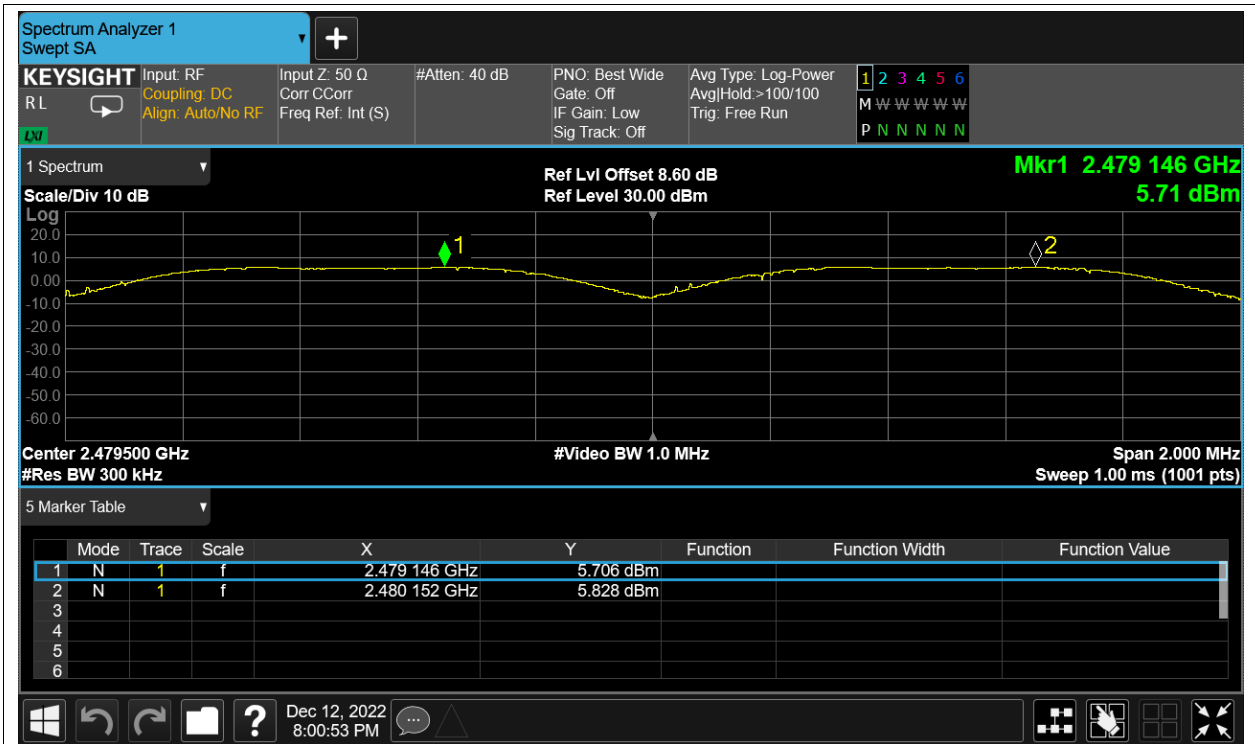 Spectrum Analyzer 1
Swept SA
KEYSIGHT Input: RF Input Z: 50 Ω #Atten: 40 dB PNO: Best Wide Avg Type: Log-Power 1 2 3 4 5 6
R L Coupling: DC Corr CCorr Gate: Off Avg|Hold:>100/100 M W W W W W
Align: Auto/No RF Freq Ref: Int (S) IF Gain: Low Trig: Free Run
LXI Sig Track: Off P N N N N N
1 Spectrum
Scale/Div 10 dB
Ref Lvl Offset 8.60 dB
Ref Level 30.00 dBm
Mkr1 2.479 146 GHz
5.71 dBm
Log
20.0
10.0
0.00
-10.0
-20.0
-30.0
-40.0
-50.0
-60.0
1
2
Center 2.479500 GHz #Video BW 1.0 MHz Span 2.000 MHz
#Res BW 300 kHz Sweep 1.00 ms (1001 pts)
5 Marker Table
Mode Trace Scale X Y Function Function Width Function Value
1 N 1 f 2.479 146 GHz 5.706 dBm
2 N 1 f 2.480 152 GHz 5.828 dBm
3
4
5
6
? Dec 12, 2022
8:00:53 PM